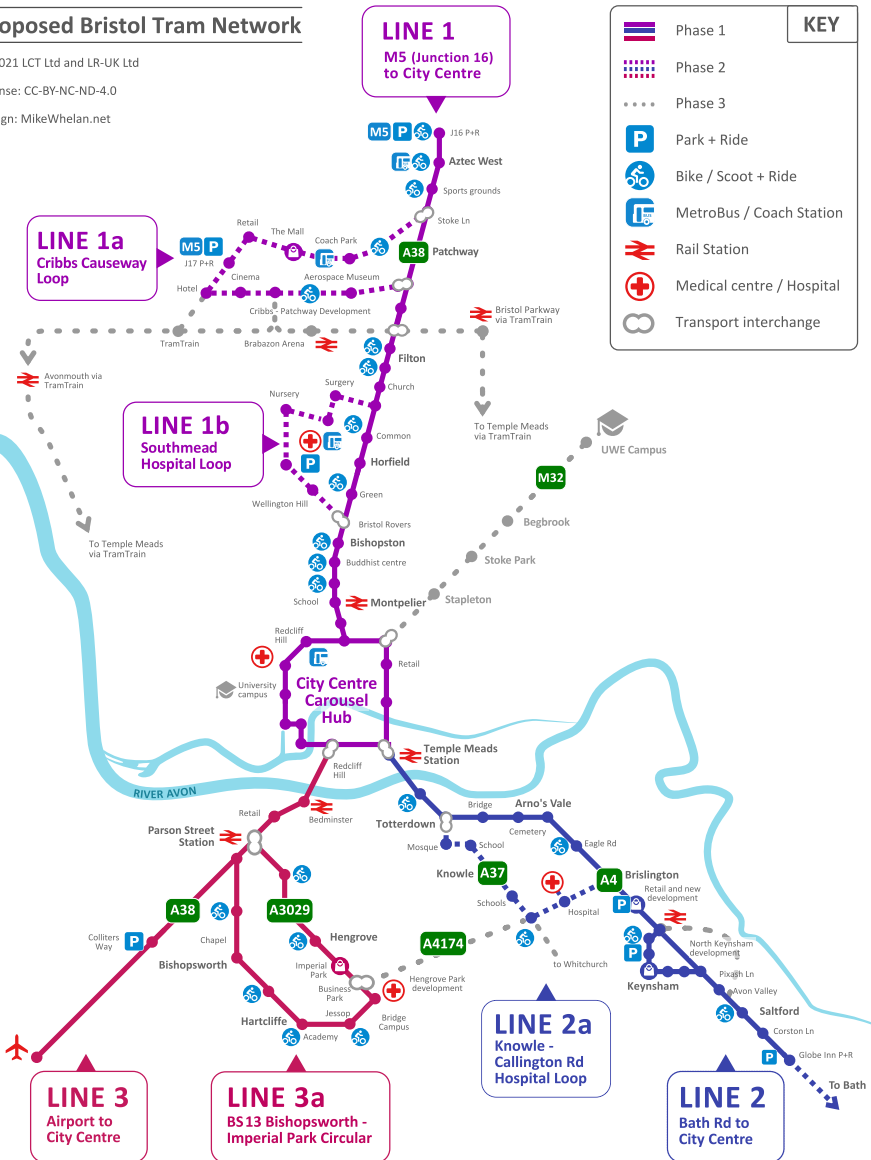 oposed Bristol Tram Network
021 LCT Ltd and LR-UK Ltd
nse: CC-BY-NC-ND-4.0
ign: MikeWhelan.net
LINE 1
M5 (Junction 16)
to City Centre
KEY
Phase 1
Phase 2
Phase 3
P
Park + Ride
Bike / Scoot + Ride
BUS
MetroBus / Coach Station
Rail Station
Medical centre / Hospital
Transport interchange
M5
P
J16 P+R
Aztec West
Sports grounds
Stoke Ln
A38
Patchway
LINE 1a
Cribbs Causeway
Loop
M5
P
J17 P+R
Retail
The Mall
Coach Park
Cinema
Aerospace Museum
Hotel
Cribbs - Patchway Development
TramTrain
Brabazon Arena
Bristol Parkway
via TramTrain
Avonmouth via
TramTrain
Filton
Church
Surgery
Nursery
LINE 1b
Southmead
Hospital Loop
P
Common
Horfield
Green
Wellington Hill
Bristol Rovers
To Temple Meads
via TramTrain
UWE Campus
M32
Begbrook
Stoke Park
Stapleton
To Temple Meads
via TramTrain
Bishopston
Buddhist centre
School
Montpelier
Redcliff
Hill
Retail
University
campus
City Centre
Carousel
Hub
Temple Meads
Station
Redcliff
Hill
RIVER AVON
Bedminster
Retail
Parson Street
Station
Totterdown
Bridge
Arno's Vale
Cemetery
Mosque
School
Eagle Rd
Knowle
A37
A4
Brislington
Schools
Hospital
P
Retail and new
development
A38
A3029
A4174
Colliters
Way
P
Chapel
Hengrove
Bishopsworth
Imperial
Park
Business
Park
Hengrove Park
development
to Whitchurch
P
North Keynsham
development
Keynsham
Pixash Ln
Avon Valley
Saltford
Hartcliffe
Jessop
Bridge
Campus
Academy
Corston Ln
P
Globe Inn P+R
To Bath
LINE 2a
Knowle -
Callington Rd
Hospital Loop
LINE 3
Airport to
City Centre
LINE 3a
BS13 Bishopsworth -
Imperial Park Circular
LINE 2
Bath Rd to
City Centre